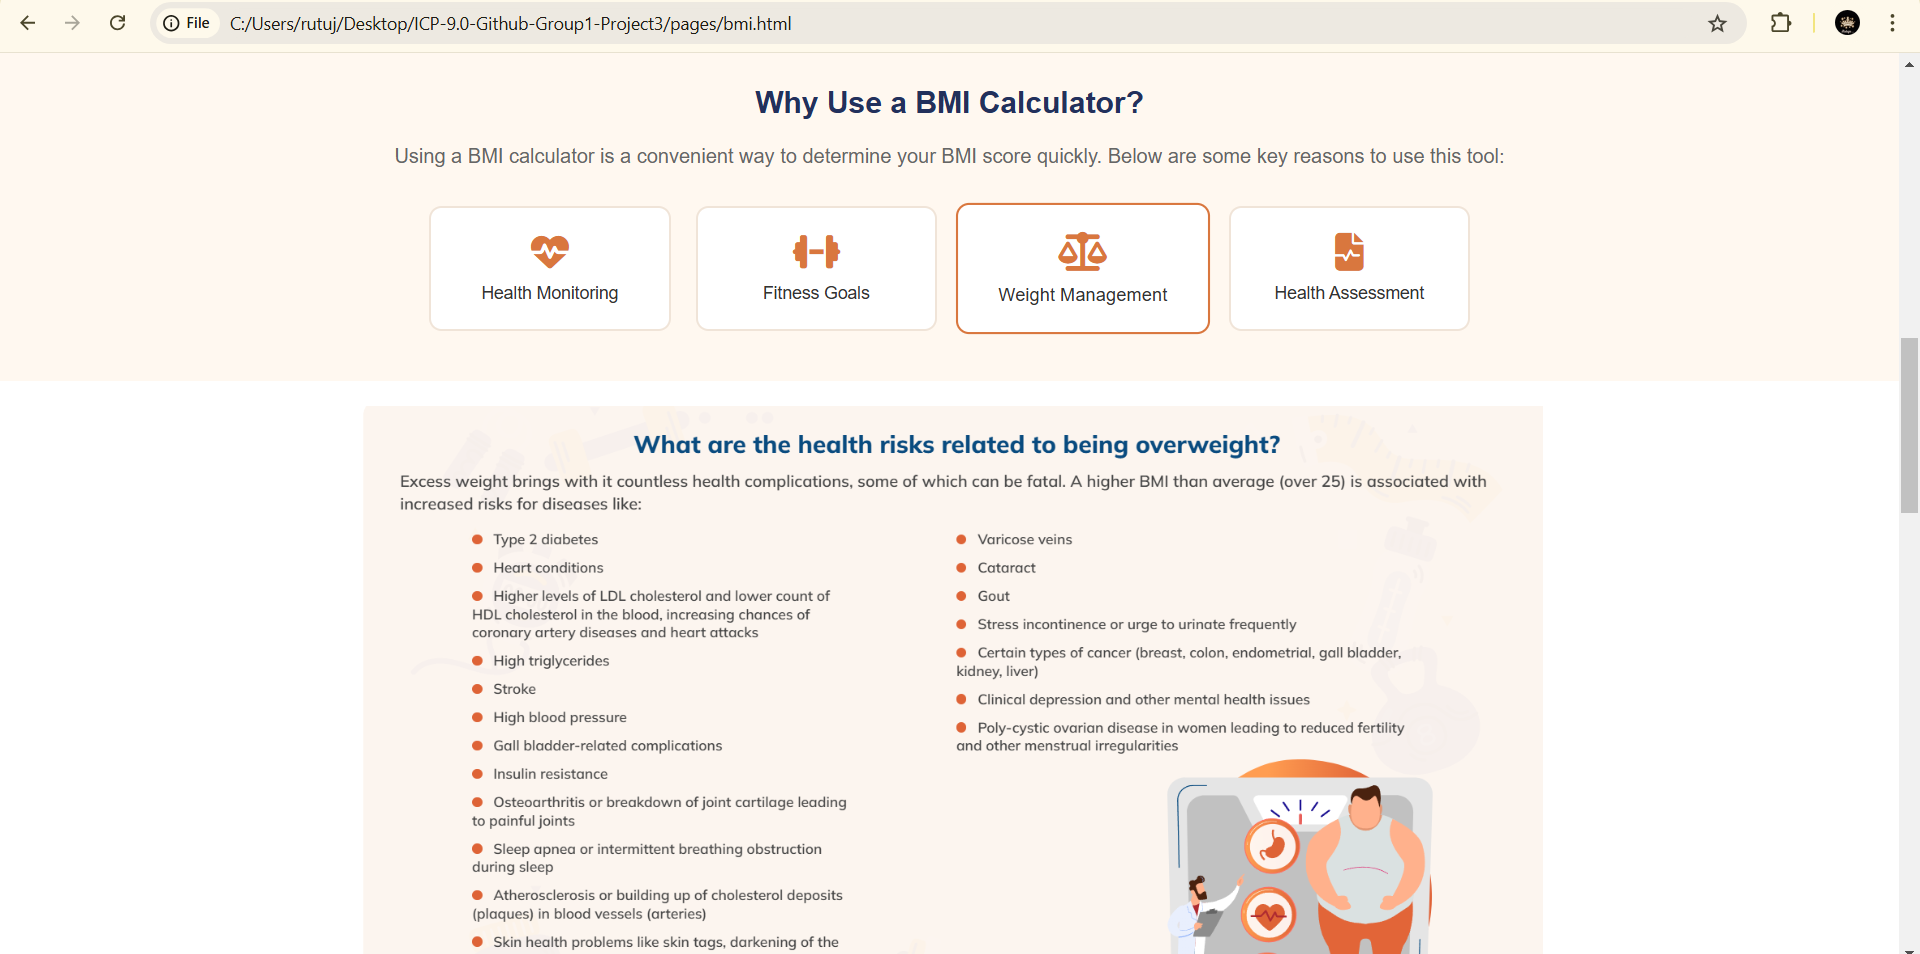 File C:/Users/rutuj/Desktop/ICP-9.0-Github-Group1-Project3/pages/bmi.html
Why Use a BMI Calculator?
Using a BMI calculator is a convenient way to determine your BMI score quickly. Below are some key reasons to use this tool:
Health Monitoring
Fitness Goals
Weight Management
Health Assessment
What are the health risks related to being overweight?
Excess weight brings with it countless health complications, some of which can be fatal. A higher BMI than average (over 25) is associated with
increased risks for diseases like:
Type 2 diabetes
Heart conditions
Higher levels of LDL cholesterol and lower count of
HDL cholesterol in the blood, increasing chances of
coronary artery diseases and heart attacks
High triglycerides
Stroke
High blood pressure
Gall bladder-related complications
Insulin resistance
Osteoarthritis or breakdown of joint cartilage leading
to painful joints
Sleep apnea or intermittent breathing obstruction
during sleep
Atherosclerosis or building up of cholesterol deposits
(plaques) in blood vessels (arteries)
Skin health problems like skin tags, darkening of the
Varicose veins
Cataract
Gout
Stress incontinence or urge to urinate frequently
Certain types of cancer (breast, colon, endometrial, gall bladder,
kidney, liver)
Clinical depression and other mental health issues
Poly-cystic ovarian disease in women leading to reduced fertility
and other menstrual irregularities